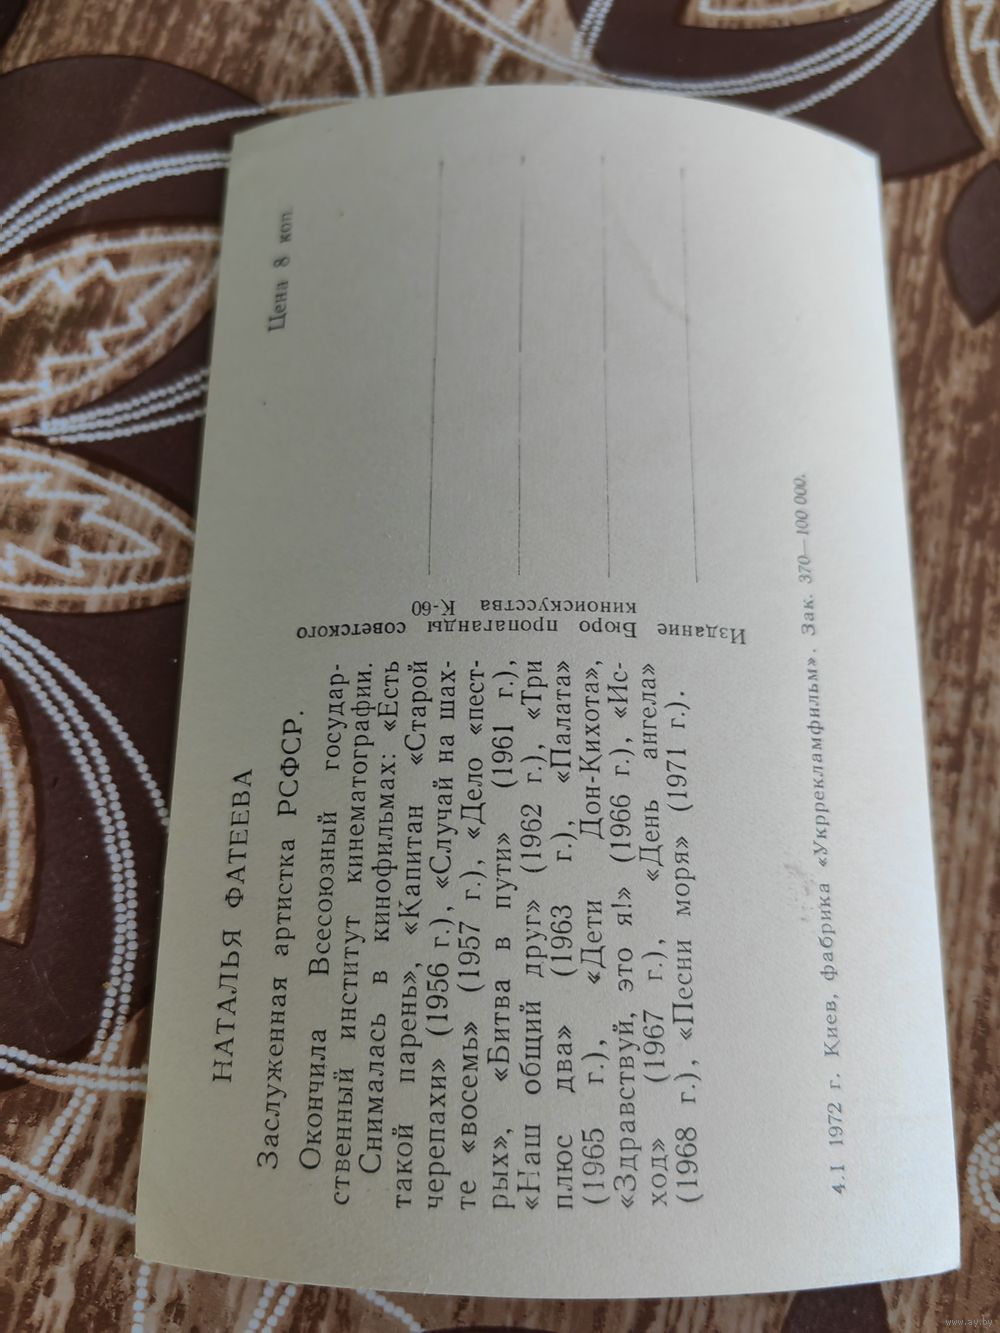 НАТАЛЬЯ ФАТЕЕВА
Заслуженная артистка РСФСР.
Окончила Всесоюзный государ-
ственный институт кинематографии.
Снималась в кинофильмах: «Есть
такой парень», «Капитан «Старой
черепахи» (1956 г.), «Случай на шах-
те «восемь» (1957 г.), «Дело «пест-
рых», «Битва в пути» (1961 г.),
«Наш общий друг» (1962 г.), «Три
плюс два» (1963 г.), «Палата»
(1965 г.), «Дети Дон-Кихота»,
«Здравствуй, это я!» (1966 г.), «Ис-
ход» (1967 г.), «День ангела»
(1968 г.), «Песни моря» (1971 г.).
Издание Бюро пропаганды советского
киноискусства К-60
Цена 8 коп.
4.I 1972 г. Киев, фабрика «Укррекламфильм». Зак. 370—100 000.
www.ay.by